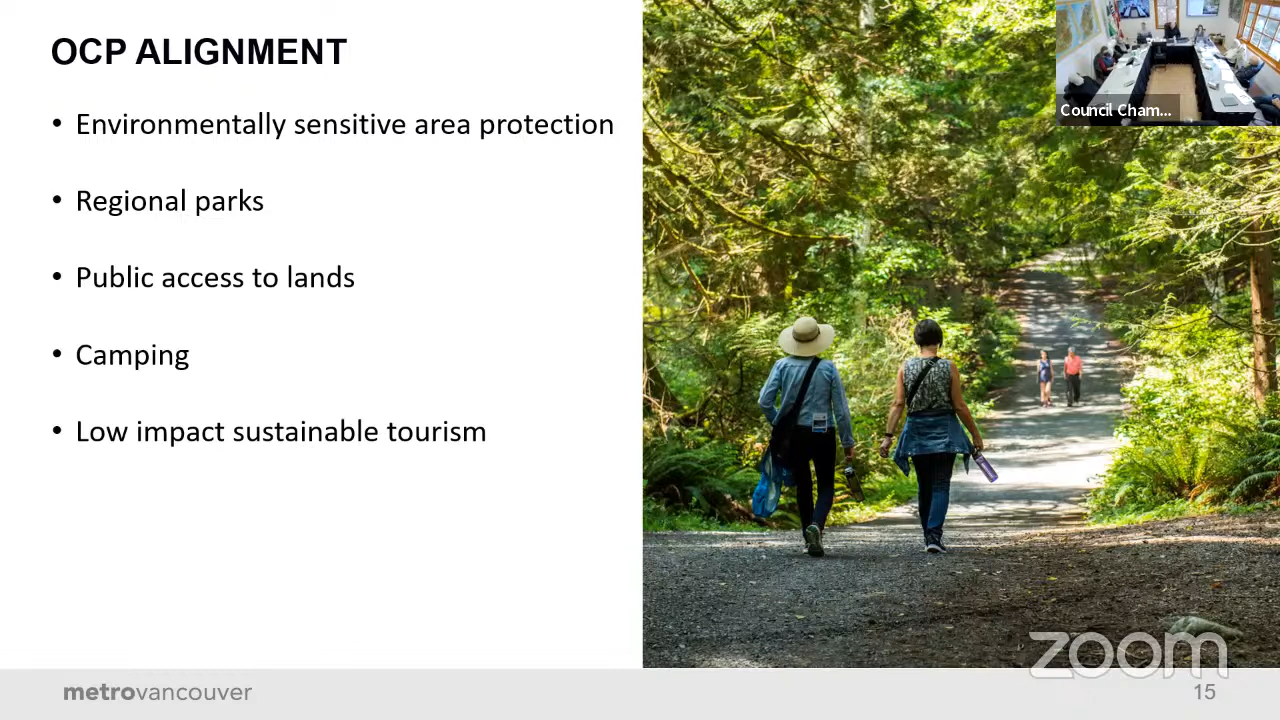 OCP ALIGNMENT
• Environmentally sensitive area protection
• Regional parks
• Public access to lands
• Camping
• Low impact sustainable tourism
Council Cham...
zoom
metrovancouver
15